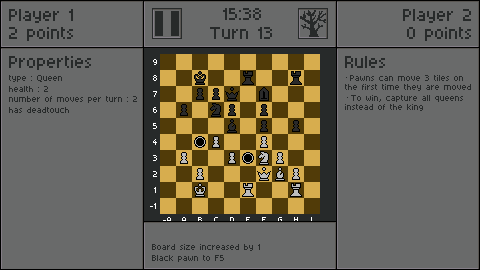 Player 1
2 points
15:38
Turn 13
Player 2
0 points
Properties
type : Queen
health : 2
number of moves per turn : 2
has deadtouch
Rules
-Pawns can move 3 tiles on
the first time they are moved
-To win, capture all queens
instead of the king
9
8
7
6
5
4
3
2
1
-1
-A A B C D E F G H I
Board size increased by 1
Black pawn to F5